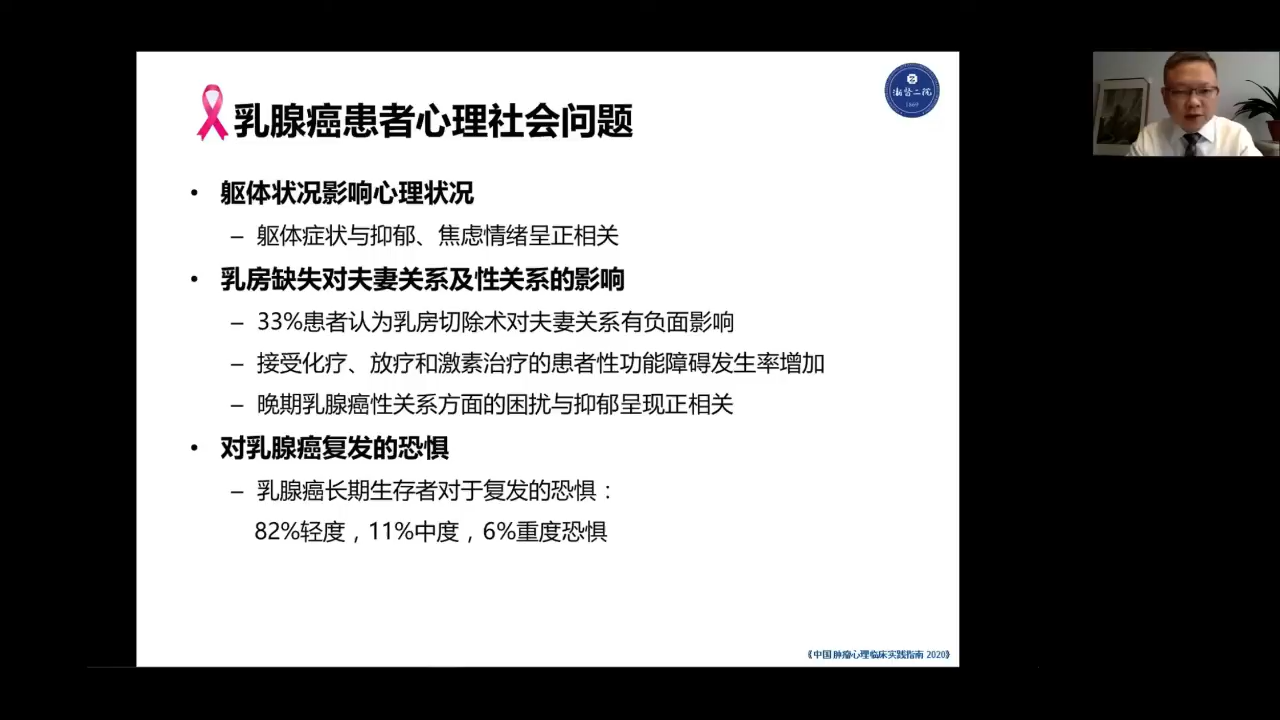 乳腺癌患者心理社会问题
浙医二院
1869
• 躯体状况影响心理状况
– 躯体症状与抑郁、焦虑情绪呈正相关
• 乳房缺失对夫妻关系及性关系的影响
– 33%患者认为乳房切除术对夫妻关系有负面影响
– 接受化疗、放疗和激素治疗的患者性功能障碍发生率增加
– 晚期乳腺癌性关系方面的困扰与抑郁呈现正相关
• 对乳腺癌复发的恐惧
– 乳腺癌长期生存者对于复发的恐惧：
82%轻度，11%中度，6%重度恐惧
《中国肿瘤心理临床实践指南 2020》